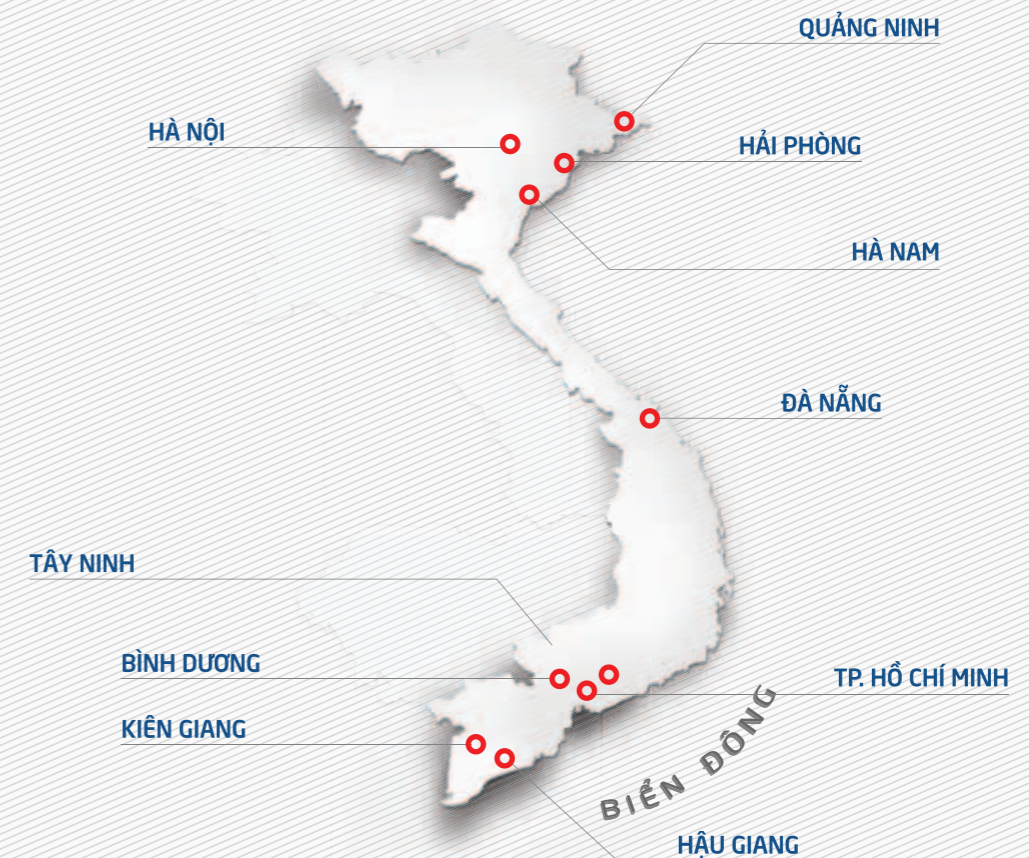 QUẢNG NINH
HÀ NỘI
HẢI PHÒNG
HÀ NAM
ĐÀ NẴNG
TÂY NINH
BÌNH DƯƠNG
TP. HỒ CHÍ MINH
KIÊN GIANG
BIỂN ĐÔNG
HẬU GIANG